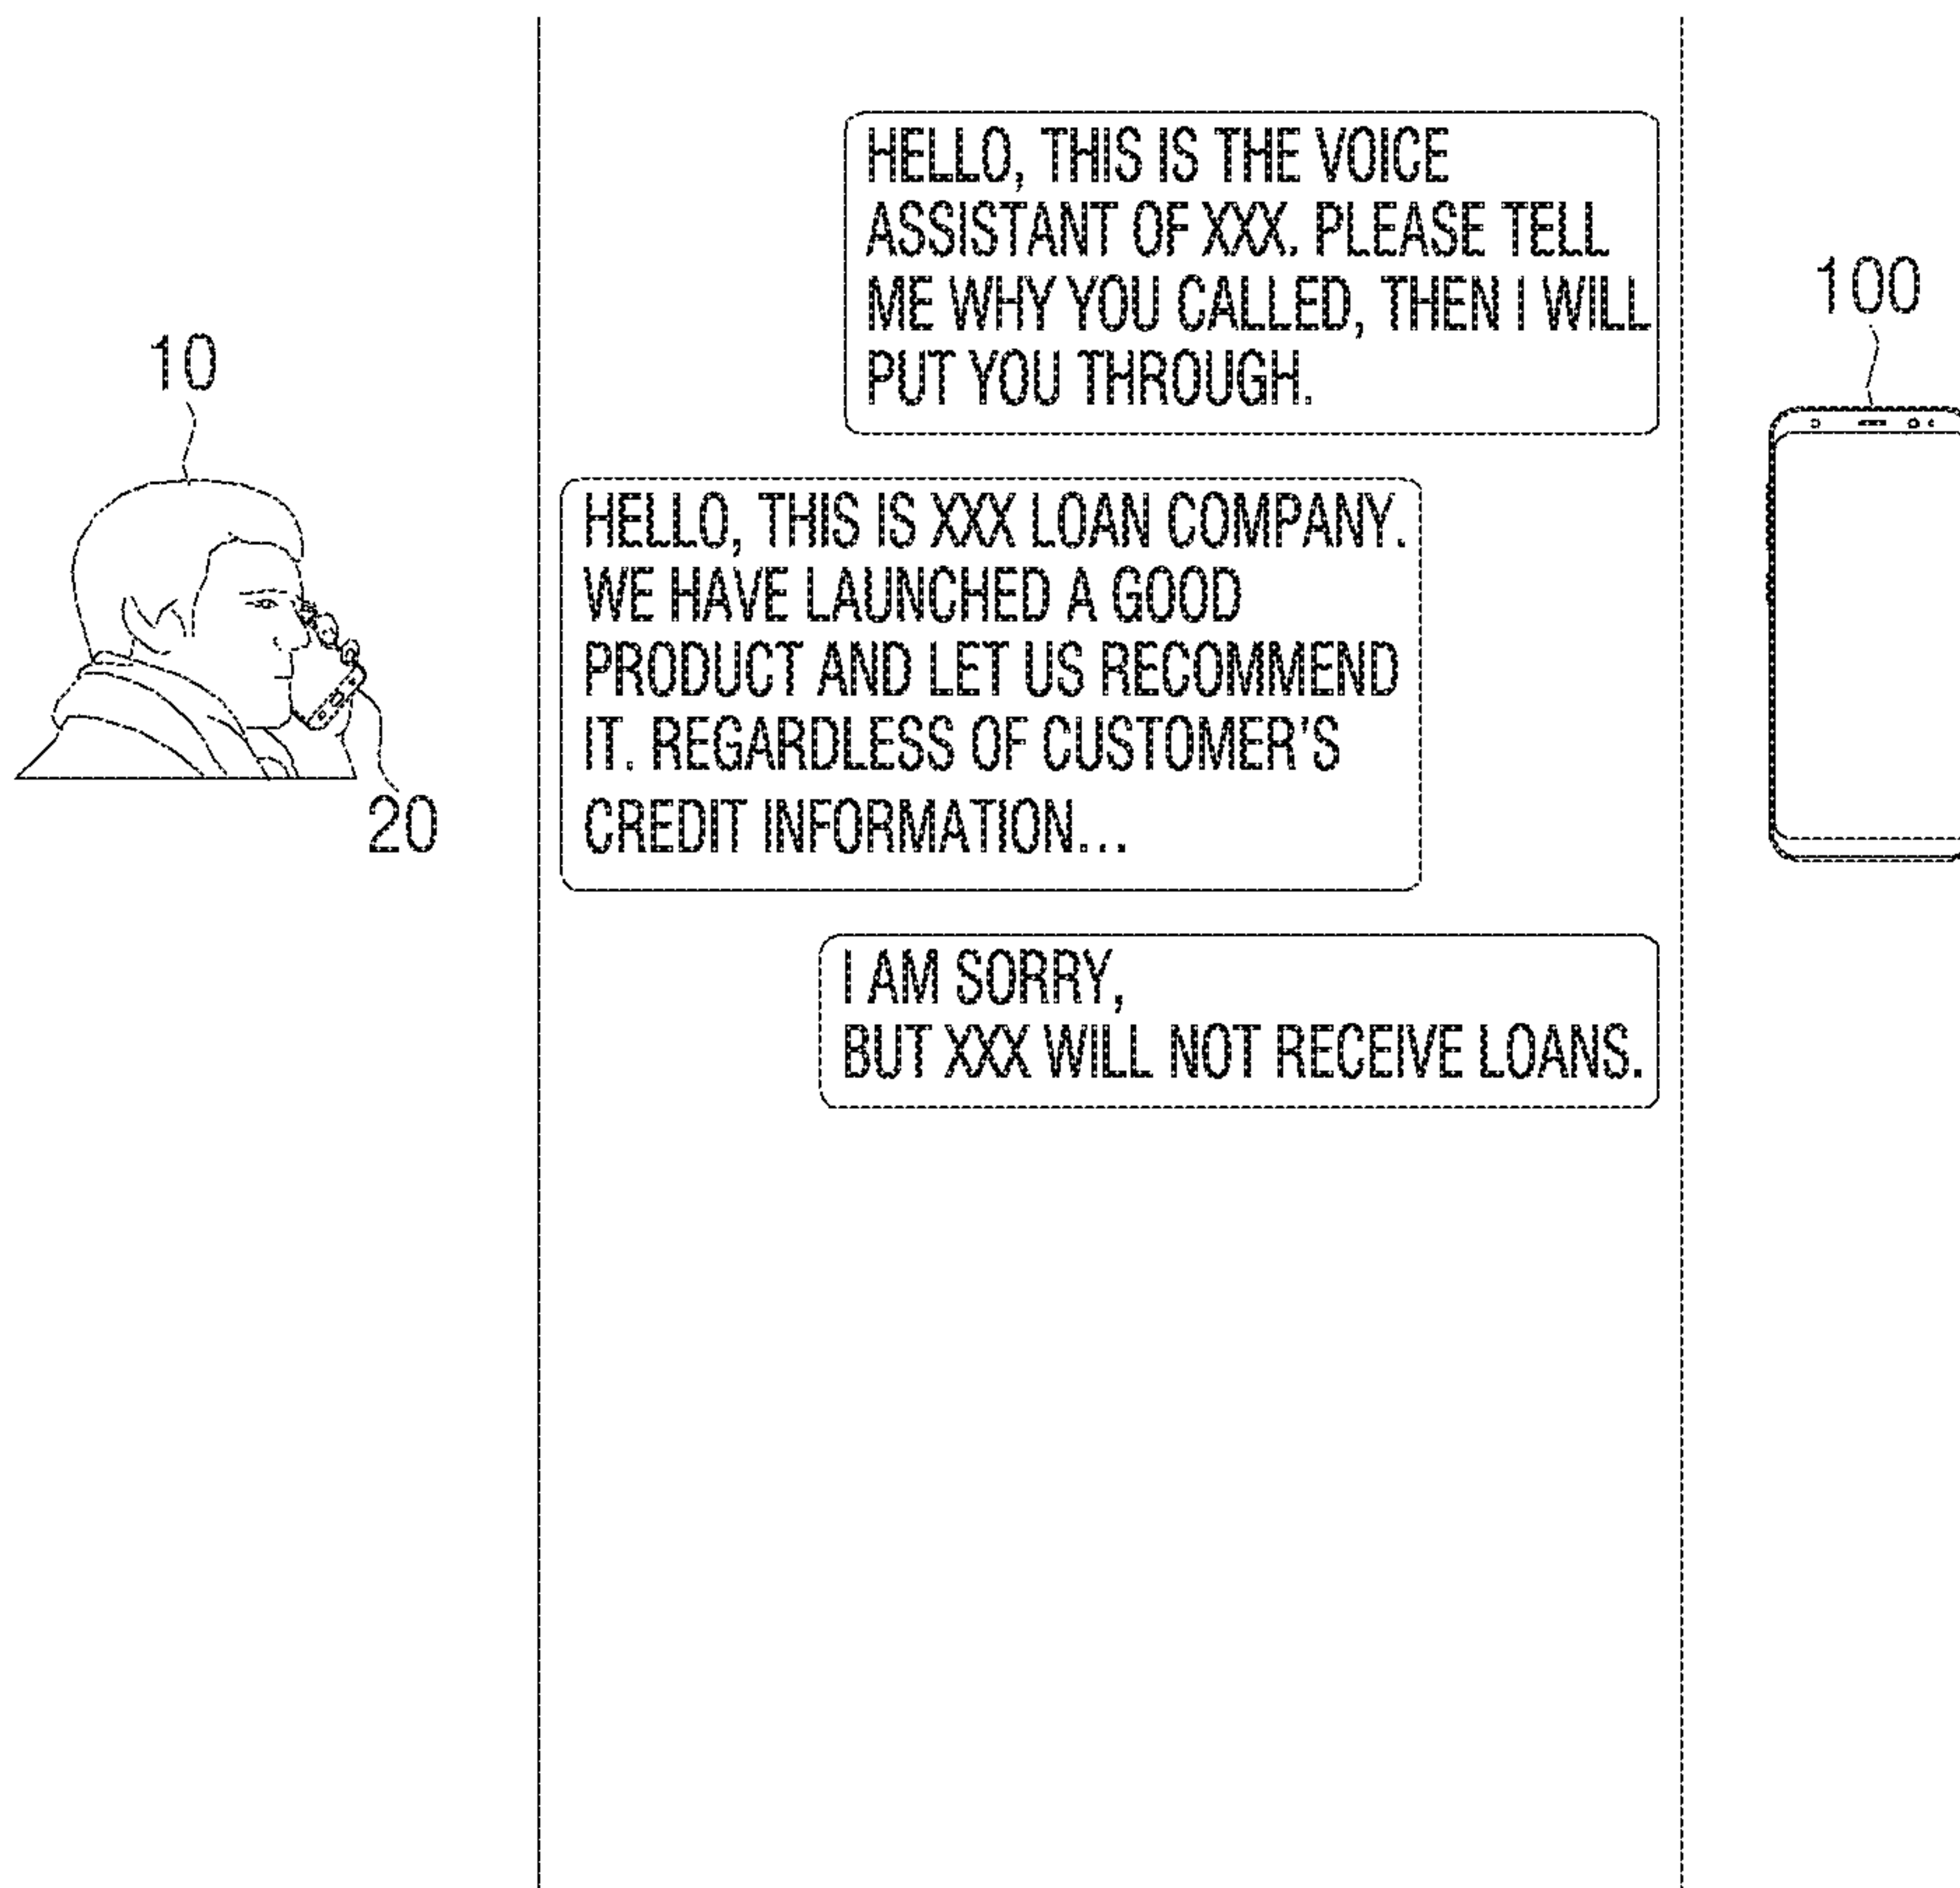 HELLO, THIS IS THE VOICE
ASSISTANT OF XXX. PLEASE TELL
ME WHY YOU CALLED, THEN I WILL
PUT YOU THROUGH.
100
10
HELLO, THIS IS XXX LOAN COMPANY.
WE HAVE LAUNCHED A GOOD
PRODUCT AND LET US RECOMMEND
IT. REGARDLESS OF CUSTOMER'S
CREDIT INFORMATION...
20
I AM SORRY,
BUT XXX WILL NOT RECEIVE LOANS.